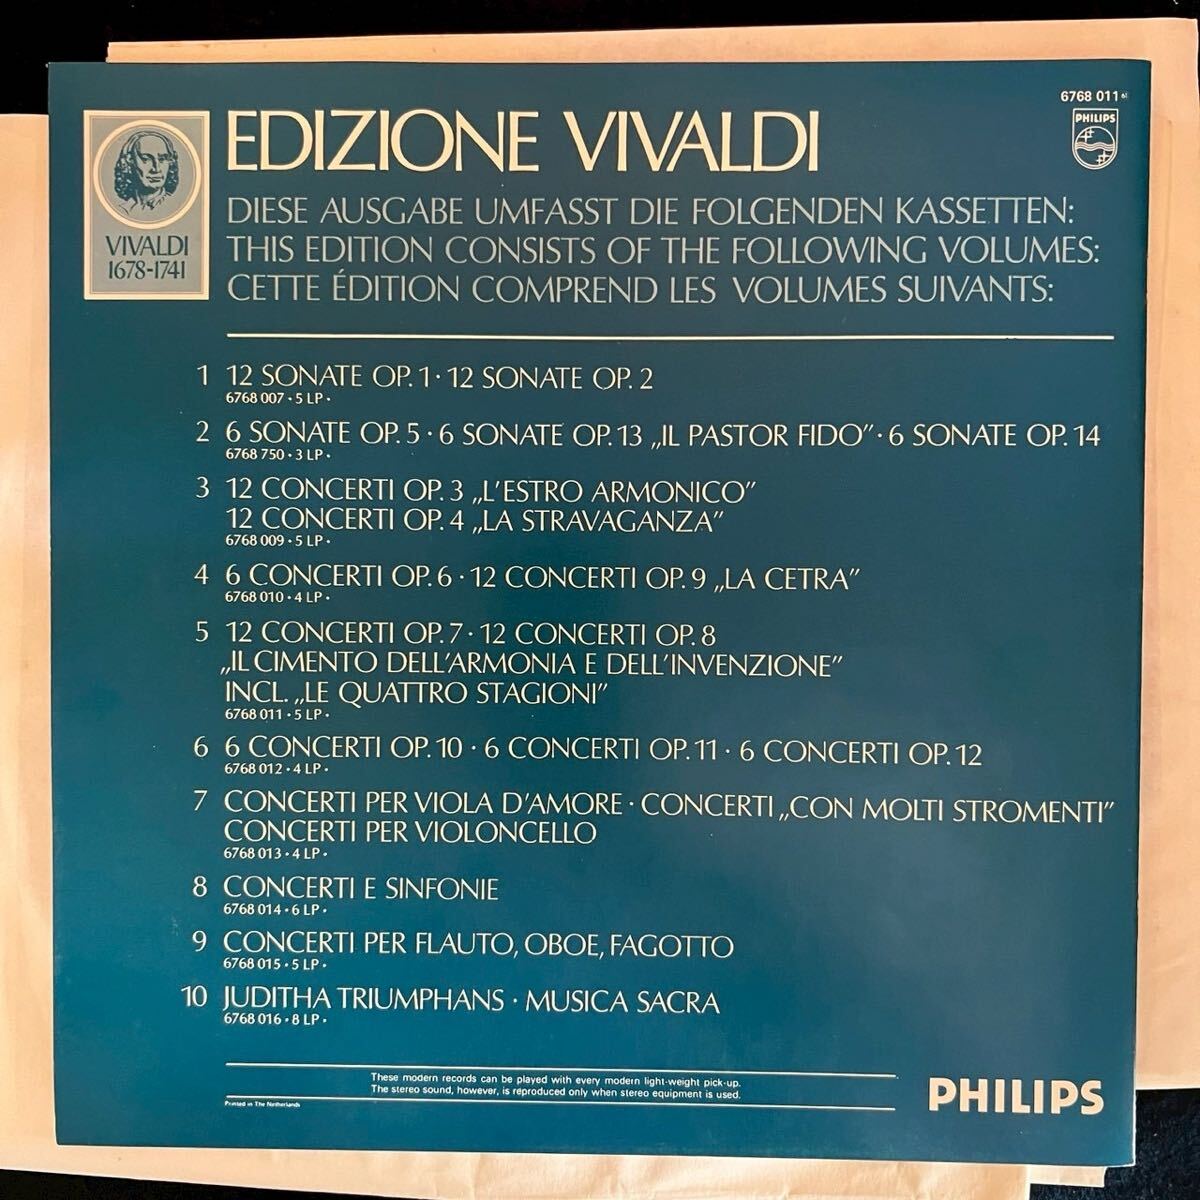 6768 011
PHILIPS
EDIZIONE VIVALDI
VIVALDI
1678-1741
DIESE AUSGABE UMFASST DIE FOLGENDEN KASSETTEN:
THIS EDITION CONSISTS OF THE FOLLOWING VOLUMES:
CETTE ÉDITION COMPREND LES VOLUMES SUIVANTS:
1 12 SONATE OP. 1 · 12 SONATE OP. 2
6768 007 · 5 LP ·
2 6 SONATE OP. 5 · 6 SONATE OP. 13 „IL PASTOR FIDO” · 6 SONATE OP. 14
6768 750 · 3 LP ·
3 12 CONCERTI OP. 3 „L'ESTRO ARMONICO”
12 CONCERTI OP. 4 „LA STRAVAGANZA”
6768 009 · 5 LP ·
4 6 CONCERTI OP. 6 · 12 CONCERTI OP. 9 „LA CETRA”
6768 010 · 4 LP ·
5 12 CONCERTI OP. 7 · 12 CONCERTI OP. 8
„IL CIMENTO DELL'ARMONIA E DELL'INVENZIONE”
INCL. „LE QUATTRO STAGIONI”
6768 011 · 5 LP ·
6 6 CONCERTI OP. 10 · 6 CONCERTI OP. 11 · 6 CONCERTI OP. 12
6768 012 · 4 LP ·
7 CONCERTI PER VIOLA D'AMORE · CONCERTI „CON MOLTI STROMENTI”
CONCERTI PER VIOLONCELLO
6768 013 · 4 LP ·
8 CONCERTI E SINFONIE
6768 014 · 6 LP ·
9 CONCERTI PER FLAUTO, OBOE, FAGOTTO
6768 015 · 5 LP ·
10 JUDITHA TRIUMPHANS · MUSICA SACRA
6768 016 · 8 LP ·
These modern records can be played with every modern light-weight pick-up.
The stereo sound, however, is reproduced only when stereo equipment is used.
Printed in The Netherlands
PHILIPS